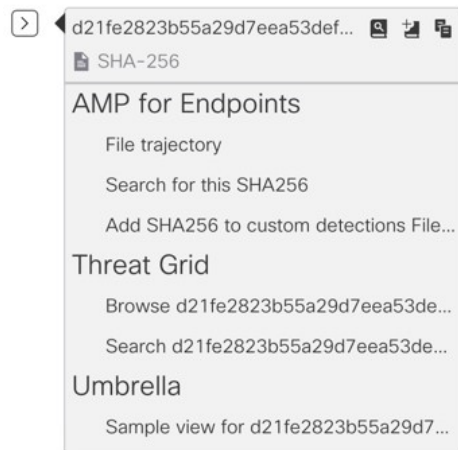 d21fe2823b55a29d7eea53def...
SHA-256
AMP for Endpoints
File trajectory
Search for this SHA256
Add SHA256 to custom detections File...
Threat Grid
Browse d21fe2823b55a29d7eea53de...
Search d21fe2823b55a29d7eea53de...
Umbrella
Sample view for d21fe2823b55a29d7...